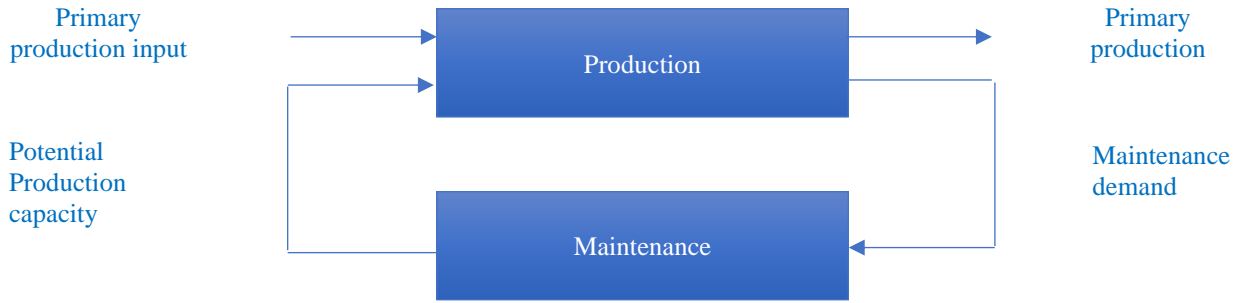 Primary
production input
Production
Primary
production
Potential
Production
capacity
Maintenance
demand
Maintenance